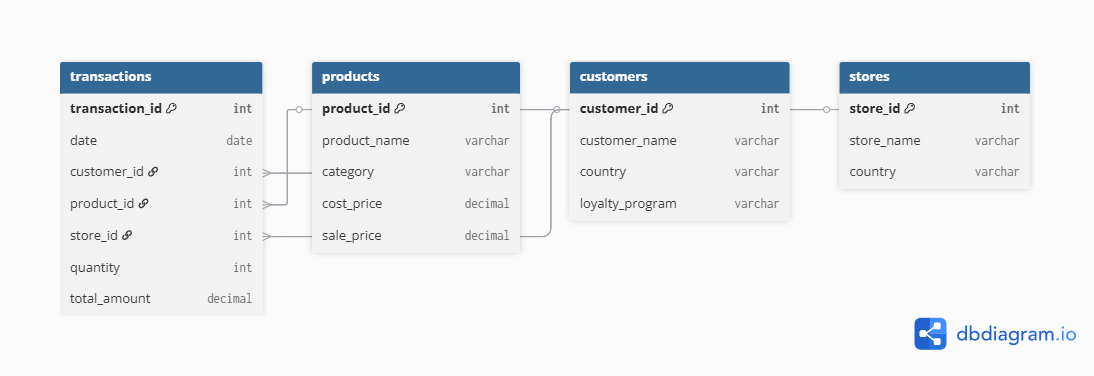 transactions
transaction_id int
date date
customer_id int
product_id int
store_id int
quantity int
total_amount decimal
products
product_id int
product_name varchar
category varchar
cost_price decimal
sale_price decimal
customers
customer_id int
customer_name varchar
country varchar
loyalty_program varchar
stores
store_id int
store_name varchar
country varchar
dbdiagram.io